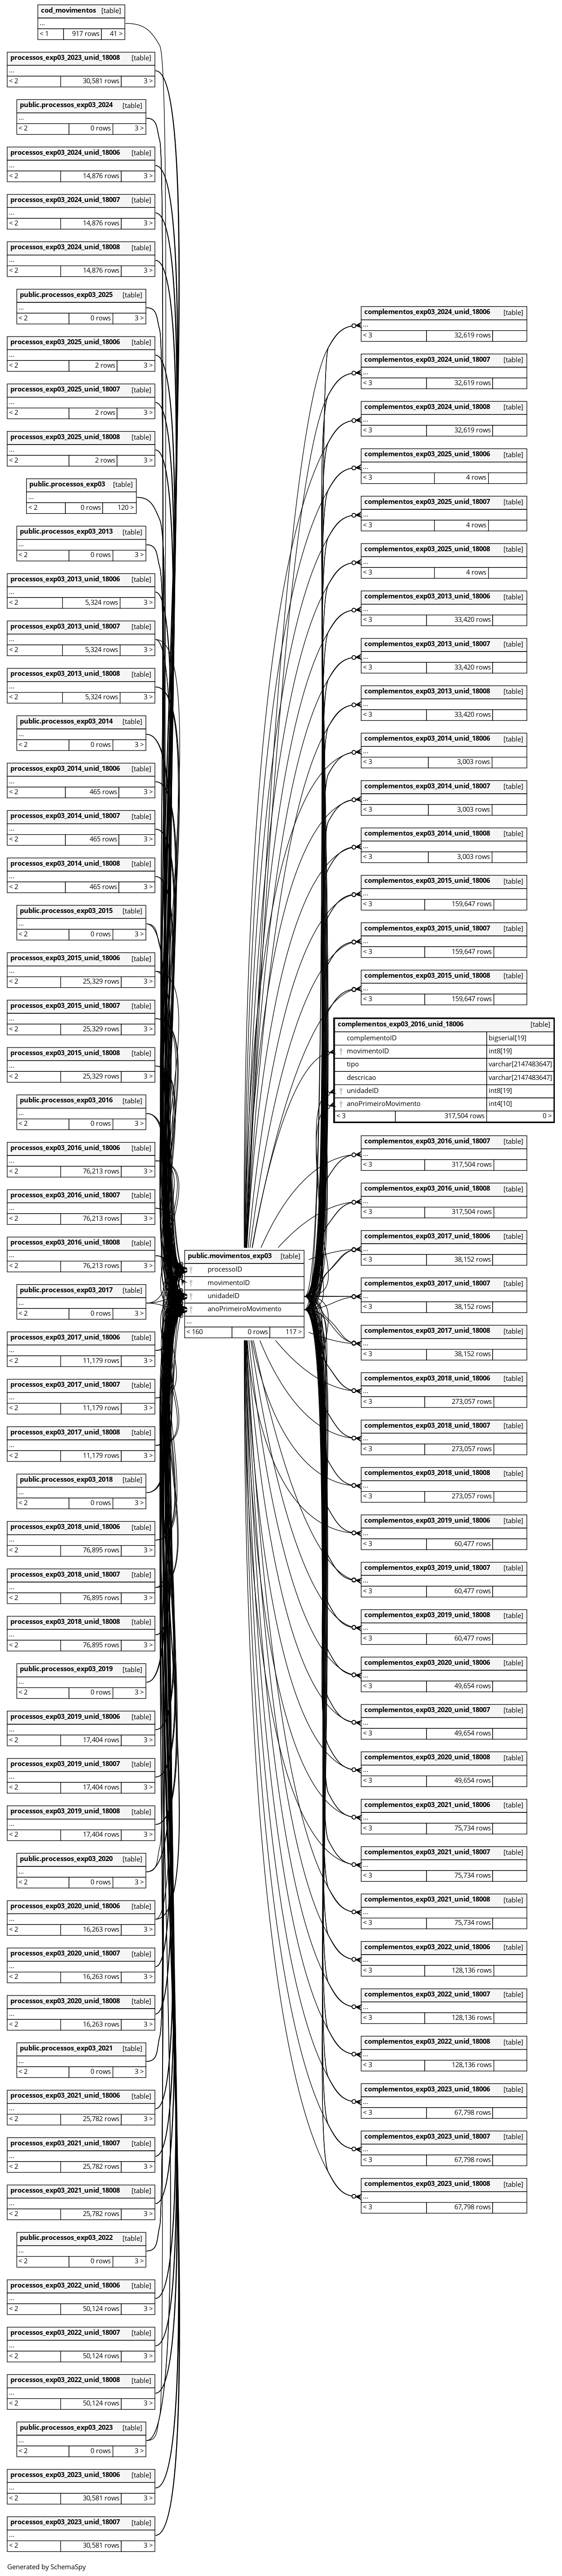 cod_movimentos [table]
...
< 1 917 rows 41 >
processos_exp03_2023_unid_18008 [table]
...
< 2 30,581 rows 3 >
public.processos_exp03_2024 [table]
...
< 2 0 rows 3 >
processos_exp03_2024_unid_18006 [table]
...
< 2 14,876 rows 3 >
processos_exp03_2024_unid_18007 [table]
...
< 2 14,876 rows 3 >
processos_exp03_2024_unid_18008 [table]
...
< 2 14,876 rows 3 >
public.processos_exp03_2025 [table]
...
< 2 0 rows 3 >
processos_exp03_2025_unid_18006 [table]
...
< 2 2 rows 3 >
processos_exp03_2025_unid_18007 [table]
...
< 2 2 rows 3 >
processos_exp03_2025_unid_18008 [table]
...
< 2 2 rows 3 >
public.processos_exp03 [table]
...
< 2 0 rows 120 >
public.processos_exp03_2013 [table]
...
< 2 0 rows 3 >
processos_exp03_2013_unid_18006 [table]
...
< 2 5,324 rows 3 >
processos_exp03_2013_unid_18007 [table]
...
< 2 5,324 rows 3 >
processos_exp03_2013_unid_18008 [table]
...
< 2 5,324 rows 3 >
public.processos_exp03_2014 [table]
...
< 2 0 rows 3 >
processos_exp03_2014_unid_18006 [table]
...
< 2 465 rows 3 >
processos_exp03_2014_unid_18007 [table]
...
< 2 465 rows 3 >
processos_exp03_2014_unid_18008 [table]
...
< 2 465 rows 3 >
public.processos_exp03_2015 [table]
...
< 2 0 rows 3 >
processos_exp03_2015_unid_18006 [table]
...
< 2 25,329 rows 3 >
processos_exp03_2015_unid_18007 [table]
...
< 2 25,329 rows 3 >
processos_exp03_2015_unid_18008 [table]
...
< 2 25,329 rows 3 >
public.processos_exp03_2016 [table]
...
< 2 0 rows 3 >
processos_exp03_2016_unid_18006 [table]
...
< 2 76,213 rows 3 >
processos_exp03_2016_unid_18007 [table]
...
< 2 76,213 rows 3 >
processos_exp03_2016_unid_18008 [table]
...
< 2 76,213 rows 3 >
public.processos_exp03_2017 [table]
...
< 2 0 rows 3 >
processos_exp03_2017_unid_18006 [table]
...
< 2 11,179 rows 3 >
processos_exp03_2017_unid_18007 [table]
...
< 2 11,179 rows 3 >
processos_exp03_2017_unid_18008 [table]
...
< 2 11,179 rows 3 >
public.processos_exp03_2018 [table]
...
< 2 0 rows 3 >
processos_exp03_2018_unid_18006 [table]
...
< 2 76,895 rows 3 >
processos_exp03_2018_unid_18007 [table]
...
< 2 76,895 rows 3 >
processos_exp03_2018_unid_18008 [table]
...
< 2 76,895 rows 3 >
public.processos_exp03_2019 [table]
...
< 2 0 rows 3 >
processos_exp03_2019_unid_18006 [table]
...
< 2 17,404 rows 3 >
processos_exp03_2019_unid_18007 [table]
...
< 2 17,404 rows 3 >
processos_exp03_2019_unid_18008 [table]
...
< 2 17,404 rows 3 >
public.processos_exp03_2020 [table]
...
< 2 0 rows 3 >
processos_exp03_2020_unid_18006 [table]
...
< 2 16,263 rows 3 >
processos_exp03_2020_unid_18007 [table]
...
< 2 16,263 rows 3 >
processos_exp03_2020_unid_18008 [table]
...
< 2 16,263 rows 3 >
public.processos_exp03_2021 [table]
...
< 2 0 rows 3 >
processos_exp03_2021_unid_18006 [table]
...
< 2 25,782 rows 3 >
processos_exp03_2021_unid_18007 [table]
...
< 2 25,782 rows 3 >
processos_exp03_2021_unid_18008 [table]
...
< 2 25,782 rows 3 >
public.processos_exp03_2022 [table]
...
< 2 0 rows 3 >
processos_exp03_2022_unid_18006 [table]
...
< 2 50,124 rows 3 >
processos_exp03_2022_unid_18007 [table]
...
< 2 50,124 rows 3 >
processos_exp03_2022_unid_18008 [table]
...
< 2 50,124 rows 3 >
public.processos_exp03_2023 [table]
...
< 2 0 rows 3 >
processos_exp03_2023_unid_18006 [table]
...
< 2 30,581 rows 3 >
processos_exp03_2023_unid_18007 [table]
...
< 2 30,581 rows 3 >
public.movimentos_exp03 [table]
processoID
movimentoID
unidadeID
anoPrimeiroMovimento
...
< 160 0 rows 117 >
complementos_exp03_2024_unid_18006 [table]
...
< 3 32,619 rows
complementos_exp03_2024_unid_18007 [table]
...
< 3 32,619 rows
complementos_exp03_2024_unid_18008 [table]
...
< 3 32,619 rows
complementos_exp03_2025_unid_18006 [table]
...
< 3 4 rows
complementos_exp03_2025_unid_18007 [table]
...
< 3 4 rows
complementos_exp03_2025_unid_18008 [table]
...
< 3 4 rows
complementos_exp03_2013_unid_18006 [table]
...
< 3 33,420 rows
complementos_exp03_2013_unid_18007 [table]
...
< 3 33,420 rows
complementos_exp03_2013_unid_18008 [table]
...
< 3 33,420 rows
complementos_exp03_2014_unid_18006 [table]
...
< 3 3,003 rows
complementos_exp03_2014_unid_18007 [table]
...
< 3 3,003 rows
complementos_exp03_2014_unid_18008 [table]
...
< 3 3,003 rows
complementos_exp03_2015_unid_18006 [table]
...
< 3 159,647 rows
complementos_exp03_2015_unid_18007 [table]
...
< 3 159,647 rows
complementos_exp03_2015_unid_18008 [table]
...
< 3 159,647 rows
complementos_exp03_2016_unid_18006 [table]
complementoID bigserial[19]
movimentoID int8[19]
tipo varchar[2147483647]
descricao varchar[2147483647]
unidadeID int8[19]
anoPrimeiroMovimento int4[10]
< 3 317,504 rows 0 >
complementos_exp03_2016_unid_18007 [table]
...
< 3 317,504 rows
complementos_exp03_2016_unid_18008 [table]
...
< 3 317,504 rows
complementos_exp03_2017_unid_18006 [table]
...
< 3 38,152 rows
complementos_exp03_2017_unid_18007 [table]
...
< 3 38,152 rows
complementos_exp03_2017_unid_18008 [table]
...
< 3 38,152 rows
complementos_exp03_2018_unid_18006 [table]
...
< 3 273,057 rows
complementos_exp03_2018_unid_18007 [table]
...
< 3 273,057 rows
complementos_exp03_2018_unid_18008 [table]
...
< 3 273,057 rows
complementos_exp03_2019_unid_18006 [table]
...
< 3 60,477 rows
complementos_exp03_2019_unid_18007 [table]
...
< 3 60,477 rows
complementos_exp03_2019_unid_18008 [table]
...
< 3 60,477 rows
complementos_exp03_2020_unid_18006 [table]
...
< 3 49,654 rows
complementos_exp03_2020_unid_18007 [table]
...
< 3 49,654 rows
complementos_exp03_2020_unid_18008 [table]
...
< 3 49,654 rows
complementos_exp03_2021_unid_18006 [table]
...
< 3 75,734 rows
complementos_exp03_2021_unid_18007 [table]
...
< 3 75,734 rows
complementos_exp03_2021_unid_18008 [table]
...
< 3 75,734 rows
complementos_exp03_2022_unid_18006 [table]
...
< 3 128,136 rows
complementos_exp03_2022_unid_18007 [table]
...
< 3 128,136 rows
complementos_exp03_2022_unid_18008 [table]
...
< 3 128,136 rows
complementos_exp03_2023_unid_18006 [table]
...
< 3 67,798 rows
complementos_exp03_2023_unid_18007 [table]
...
< 3 67,798 rows
complementos_exp03_2023_unid_18008 [table]
...
< 3 67,798 rows
Generated by SchemaSpy